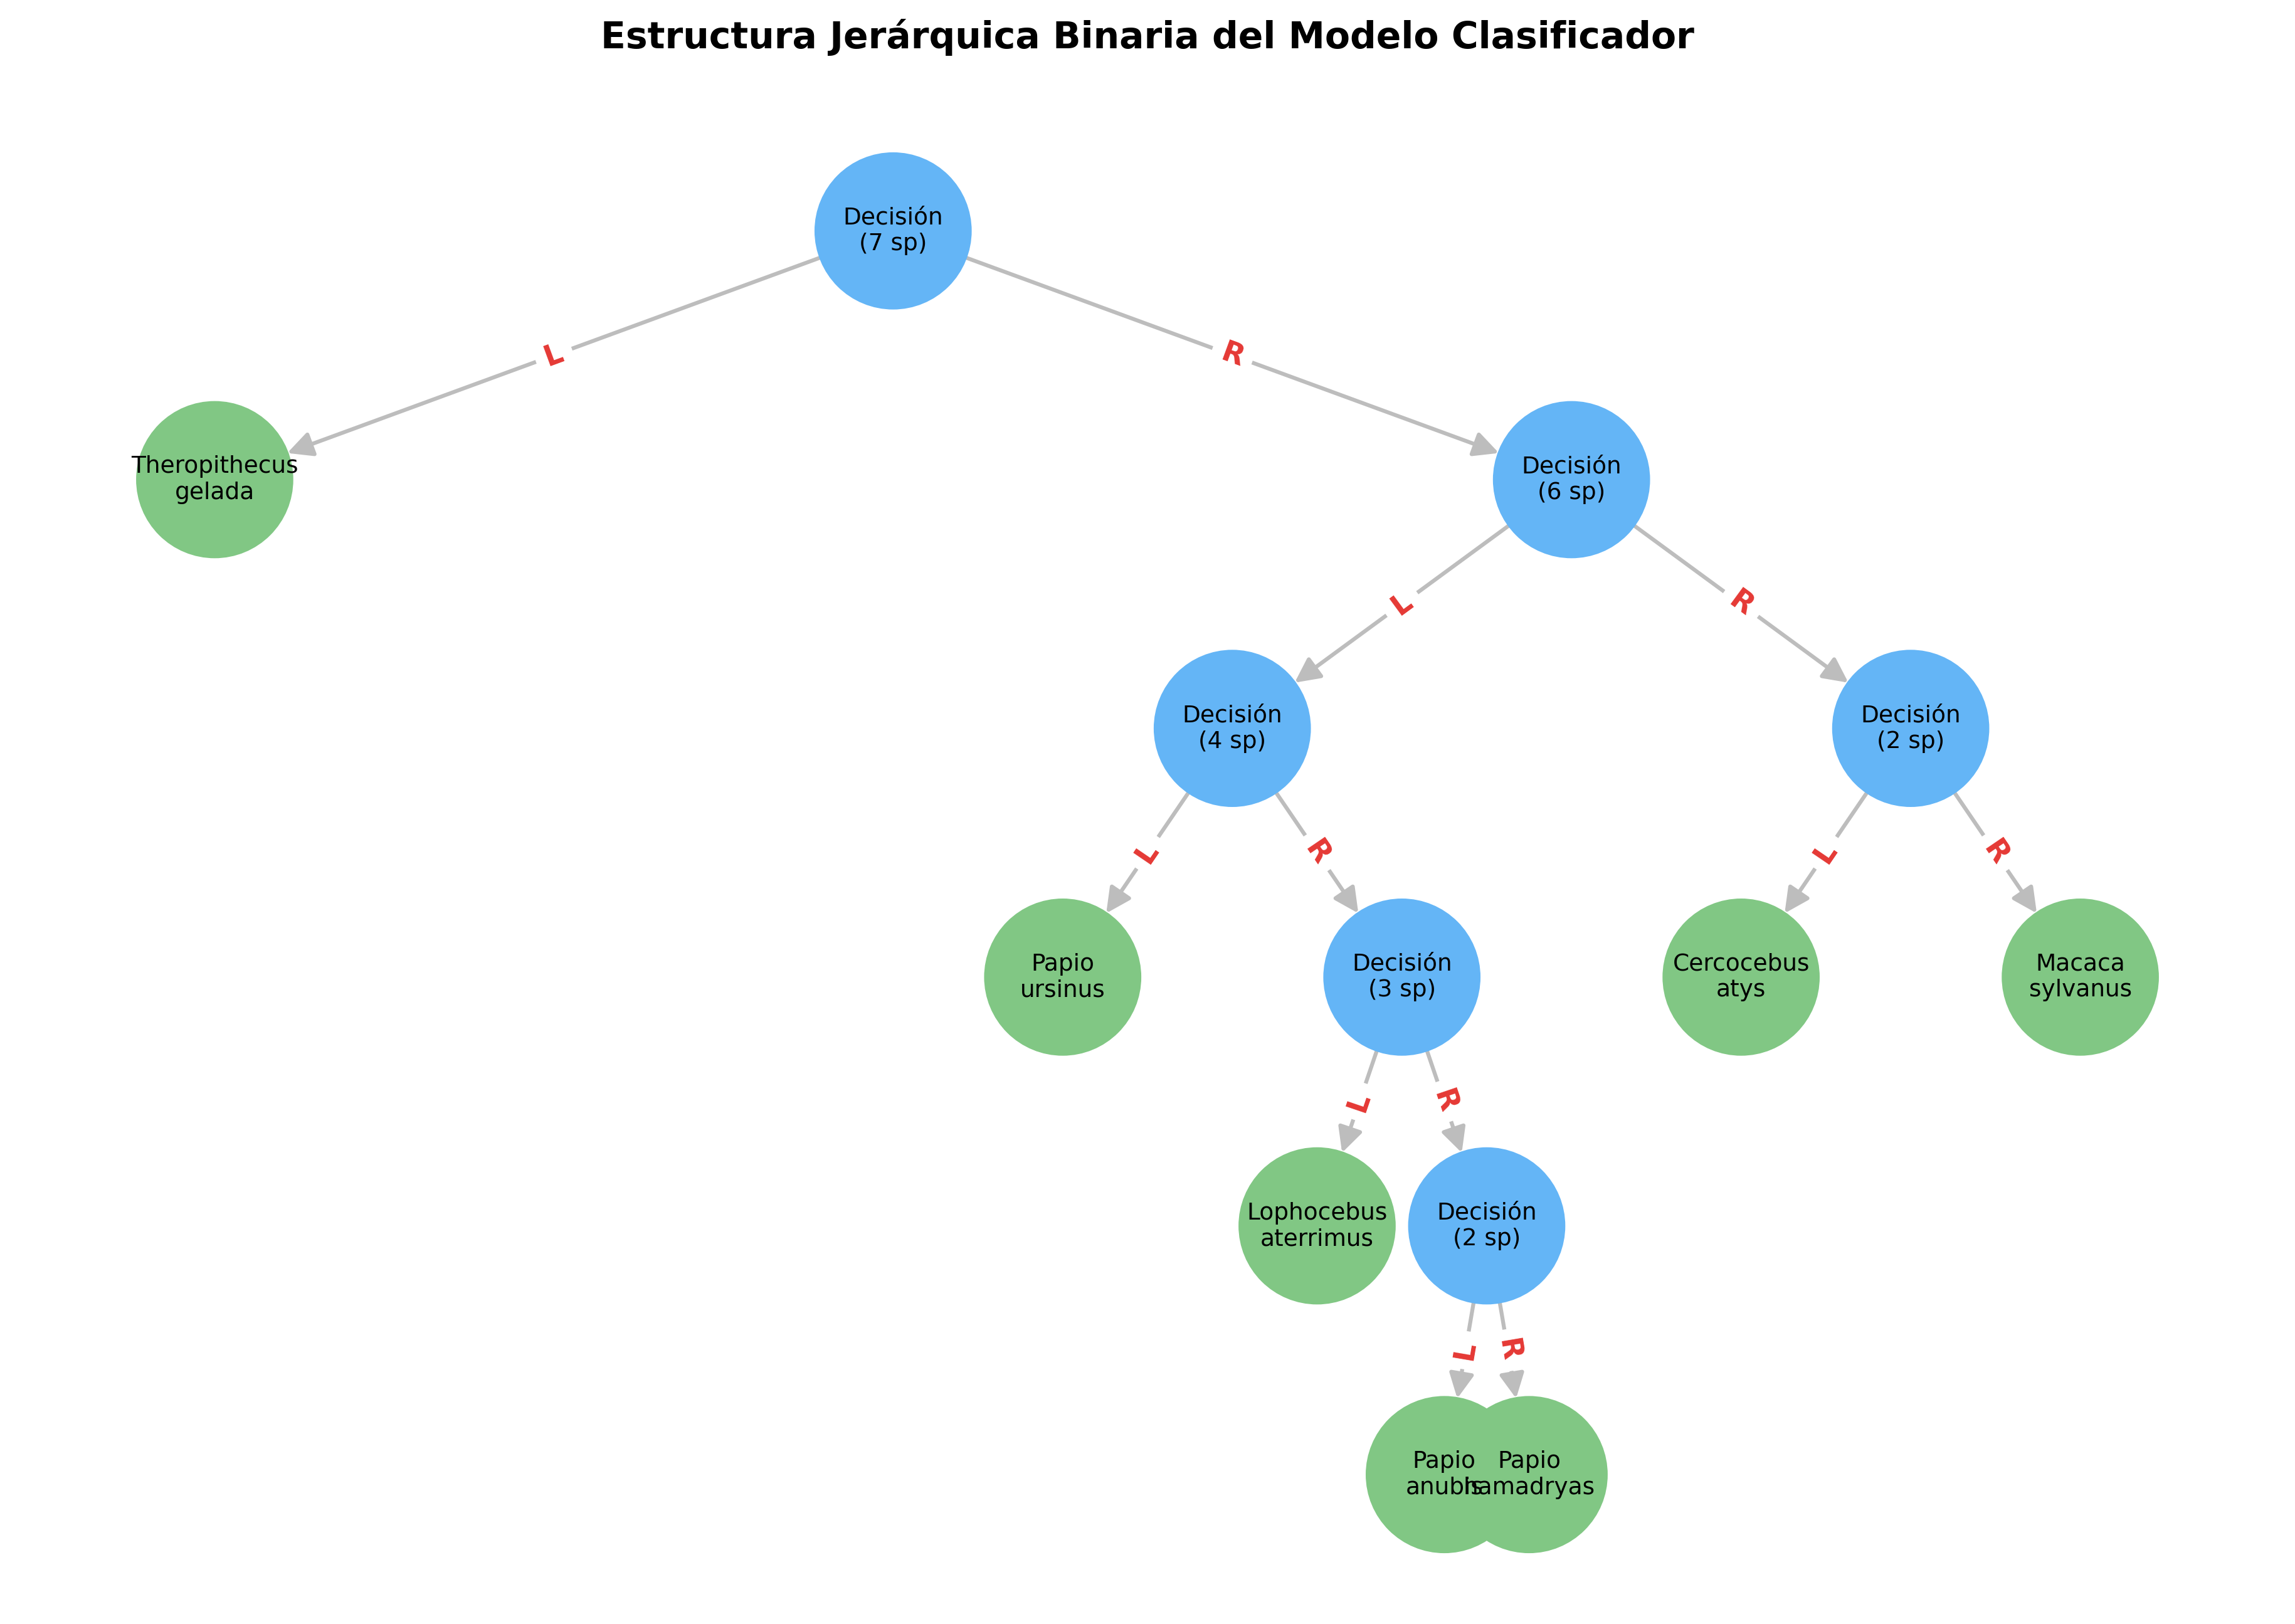 Estructura Jerárquica Binaria del Modelo Clasificador
Decisión
(7 sp)
L
R
Theropithecus
gelada
Decisión
(6 sp)
L
R
Decisión
(4 sp)
Decisión
(2 sp)
L
R
L
R
Papio
ursinus
Decisión
(3 sp)
Cercocebus
atys
Macaca
sylvanus
L
R
Lophocebus
aterrimus
Decisión
(2 sp)
L
R
Papio
anubis
Papio
hamadryas